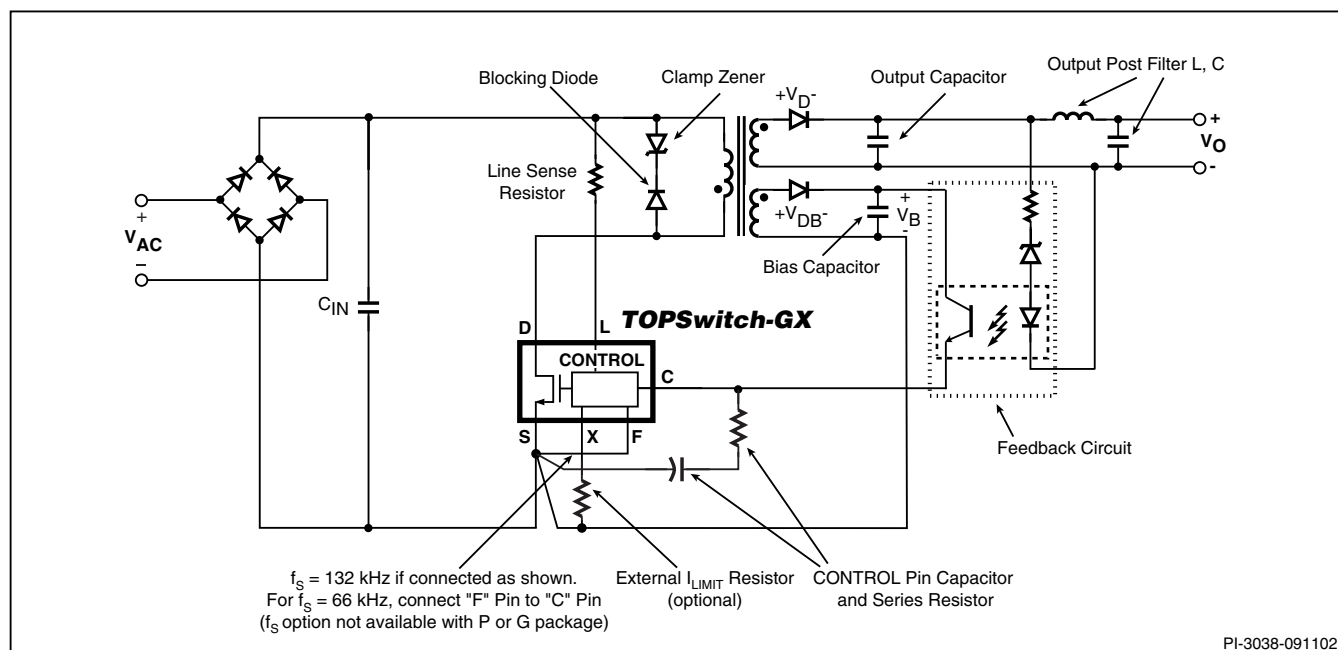 Blocking Diode
Clamp Zener
Output Capacitor
Output Post Filter L, C
+VD-
+
VO
-
Line Sense
Resistor
+
VAC
–
CIN
+VDB-
+
VB
-
Bias Capacitor
TOPSwitch-GX
D
L
CONTROL
C
S
X
F
Feedback Circuit
fS = 132 kHz if connected as shown.
For fS = 66 kHz, connect "F" Pin to "C" Pin
(fS option not available with P or G package)
External ILIMIT Resistor
(optional)
CONTROL Pin Capacitor
and Series Resistor
PI-3038-091102